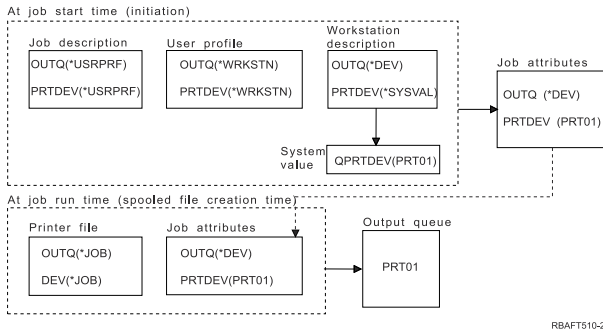 At job start time (initiation)
Job description
OUTQ(*USRPRF)
PRTDEV(*USRPRF)
User profile
OUTQ(*WRKSTN)
PRTDEV(*WRKSTN)
Workstation
description
OUTQ(*DEV)
PRTDEV(*SYSVAL)
System
value
QPRTDEV(PRT01)
Job attributes
OUTQ (*DEV)
PRTDEV (PRT01)
At job run time (spooled file creation time)
Printer file
OUTQ(*JOB)
DEV(*JOB)
Job attributes
OUTQ(*DEV)
PRTDEV(PRT01)
Output queue
PRT01
RBAFT510-2